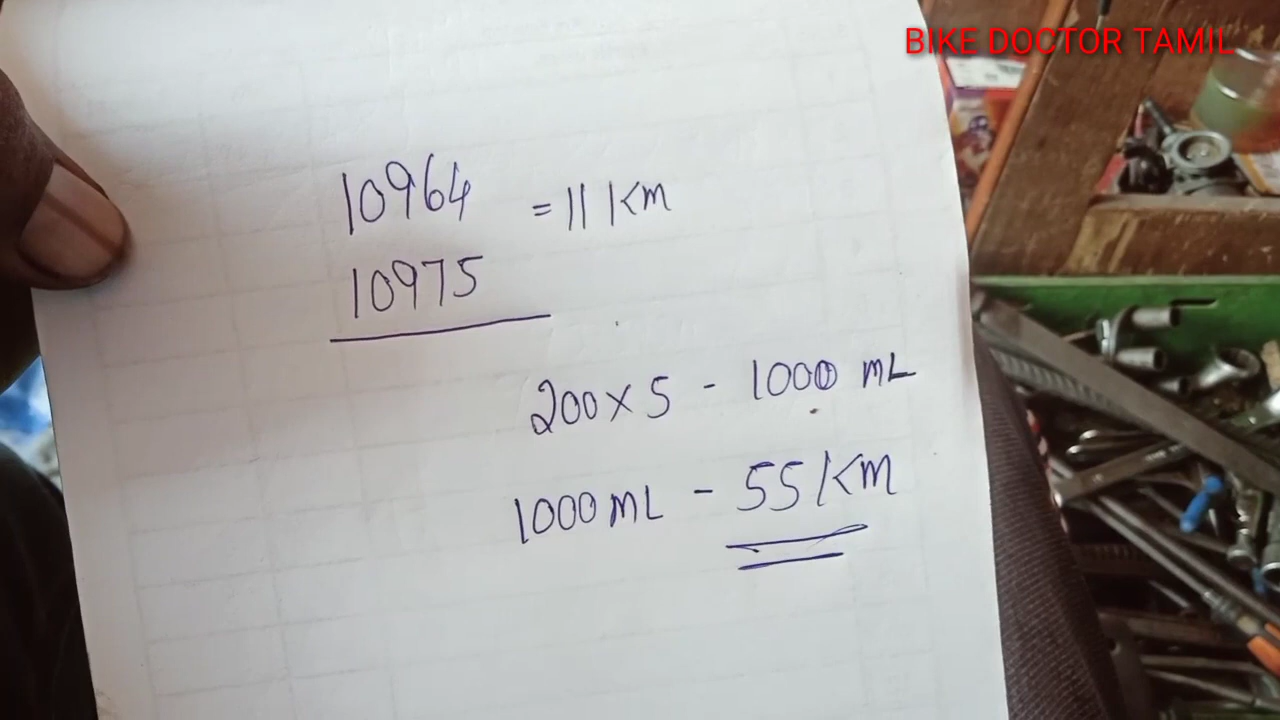 BIKE DOCTOR TAMIL
10964 = 11 Km
10975
200 x 5 - 1000 mL
1000 mL - 55 Km